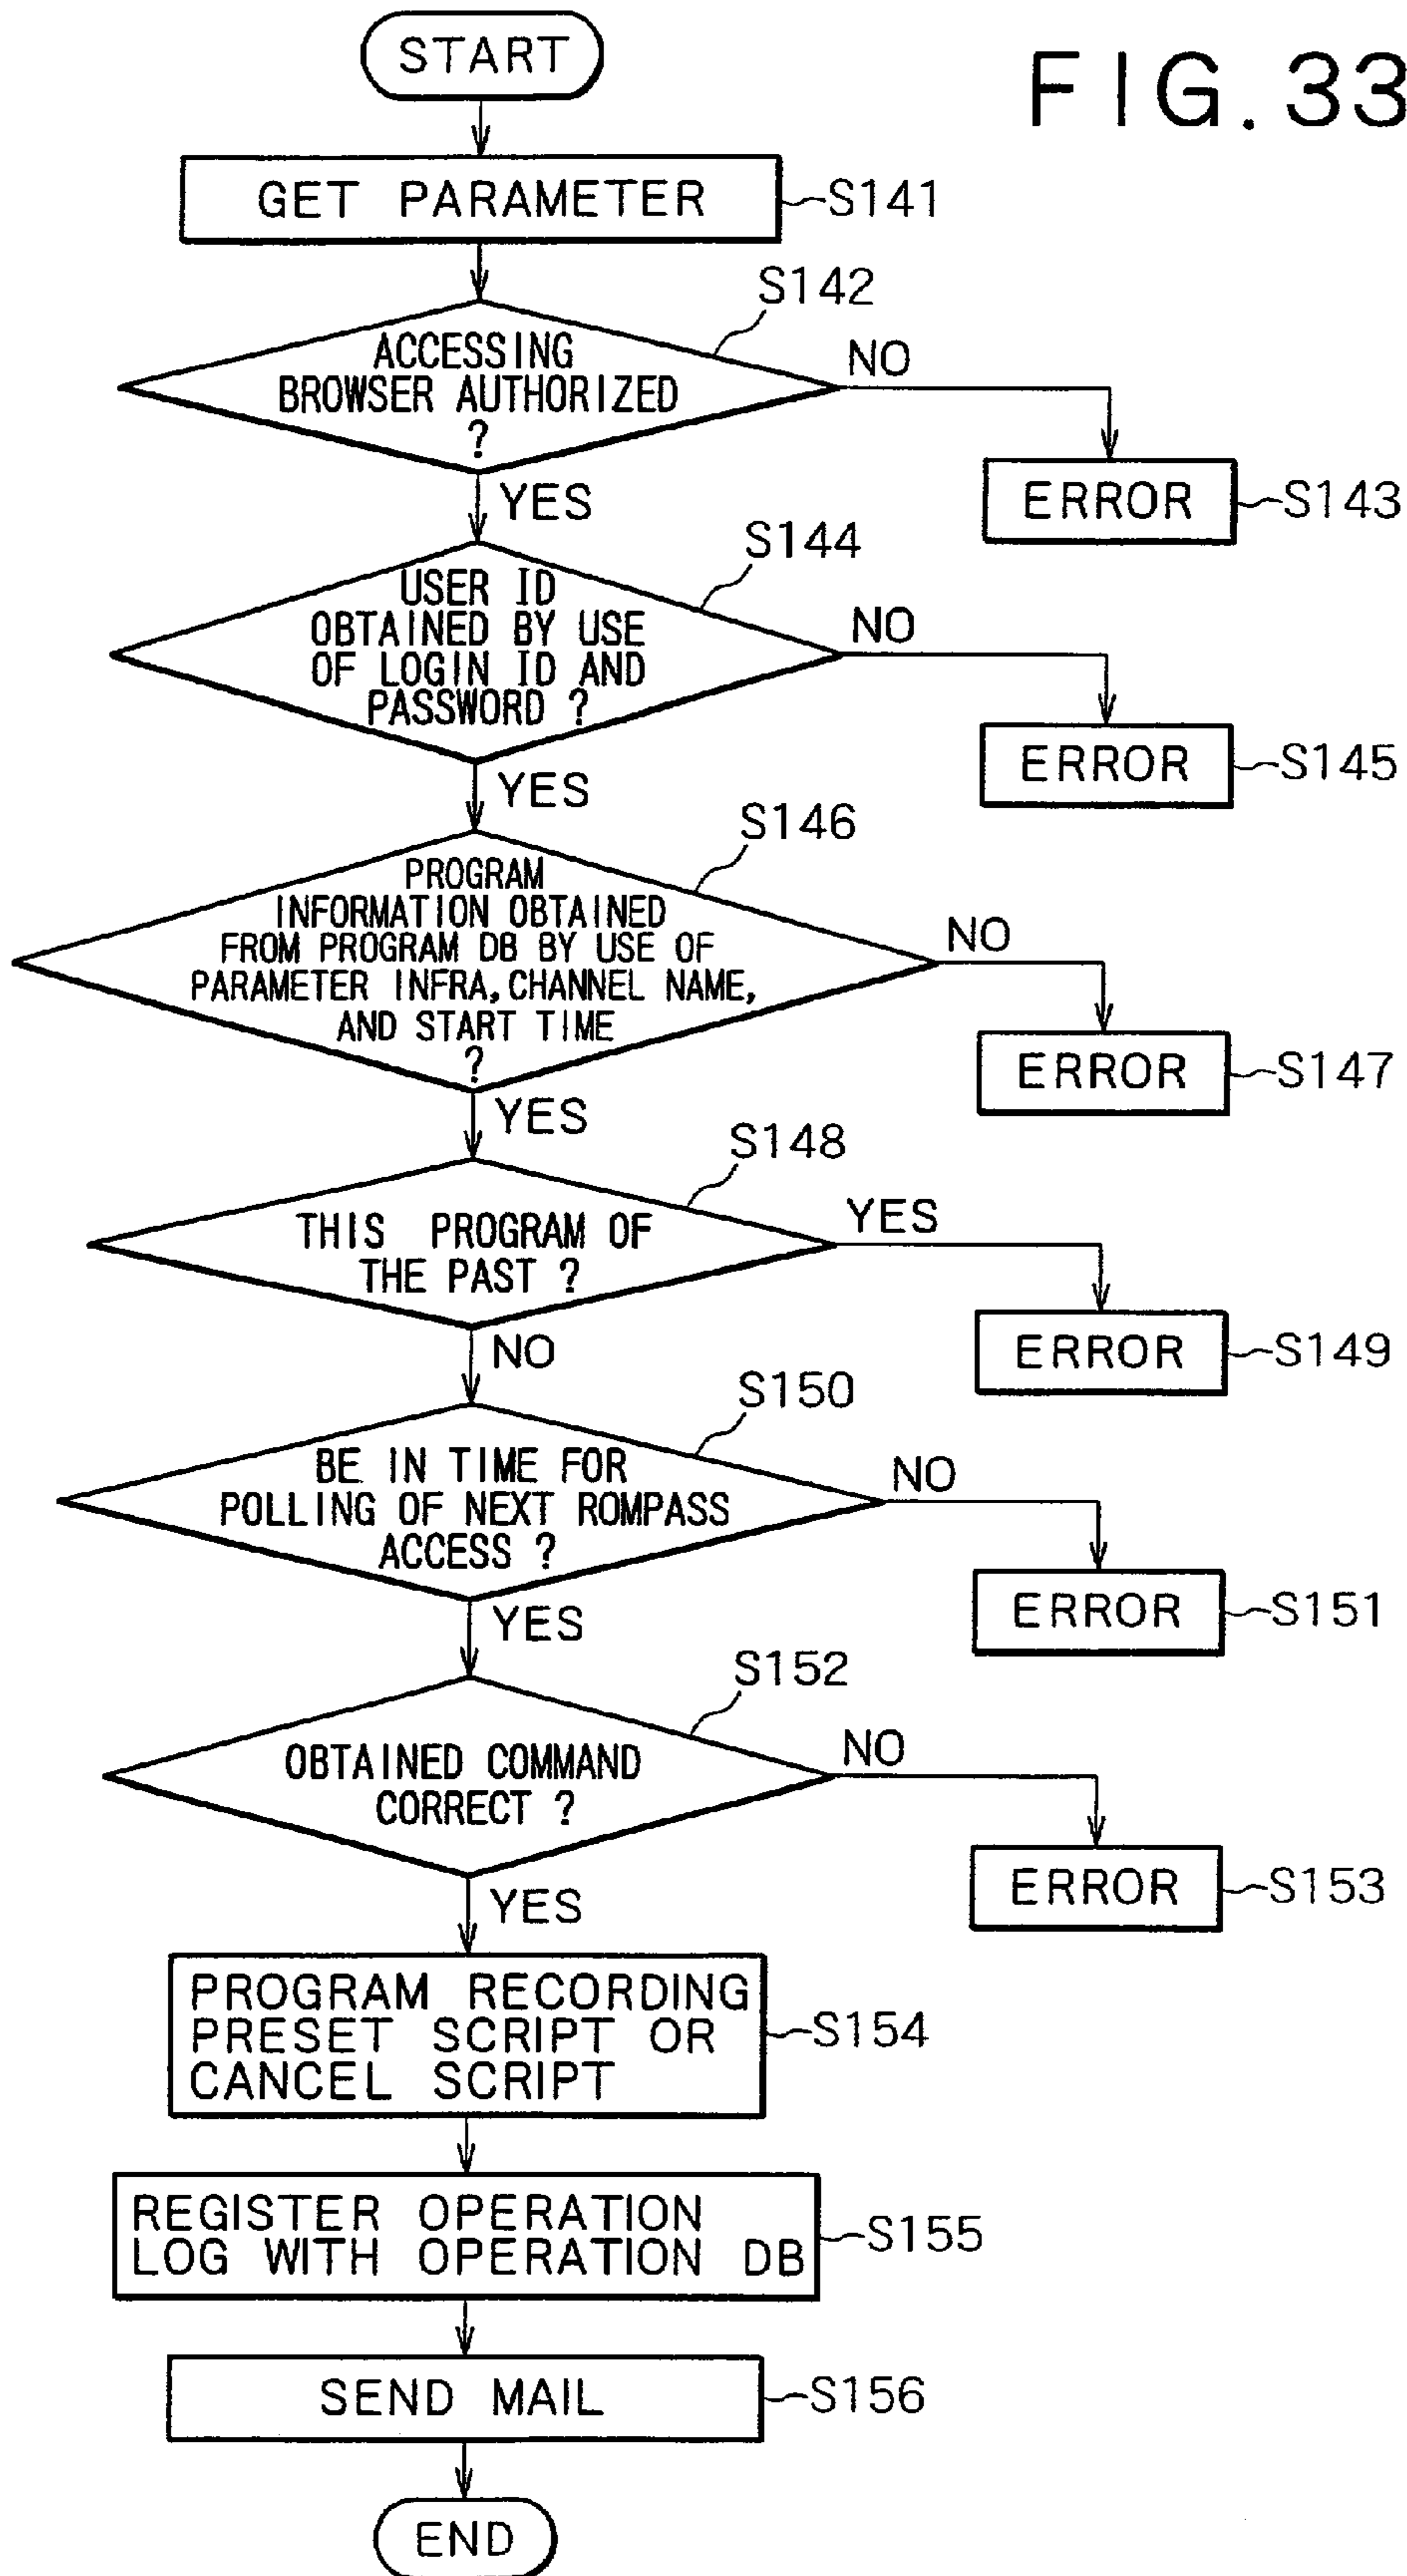 START
FIG. 33
GET PARAMETER
S141
S142
ACCESSING
BROWSER AUTHORIZED
?
NO
ERROR
S143
YES
S144
USER ID
OBTAINED BY USE
OF LOGIN ID AND
PASSWORD ?
NO
ERROR
S145
YES
S146
PROGRAM
INFORMATION OBTAINED
FROM PROGRAM DB BY USE OF
PARAMETER INFRA, CHANNEL NAME,
AND START TIME
?
NO
ERROR
S147
YES
S148
THIS PROGRAM OF
THE PAST ?
YES
ERROR
S149
NO
S150
BE IN TIME FOR
POLLING OF NEXT ROMPASS
ACCESS ?
NO
ERROR
S151
YES
S152
OBTAINED COMMAND
CORRECT ?
NO
ERROR
S153
YES
PROGRAM RECORDING
PRESET SCRIPT OR
CANCEL SCRIPT
S154
REGISTER OPERATION
LOG WITH OPERATION DB
S155
SEND MAIL
S156
END